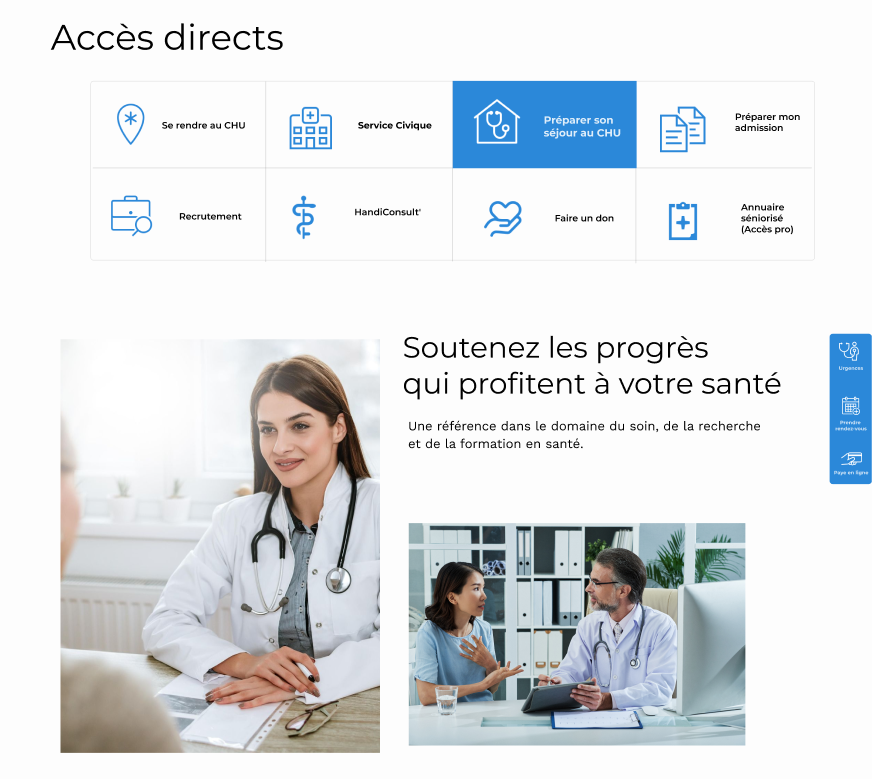 Accès directs
Se rendre au CHU
Service Civique
Préparer son
séjour au CHU
Préparer mon
admission
Recrutement
HandiConsult'
Faire un don
Annuaire
séniorisé
(Accès pro)
Soutenez les progrès
qui profitent à votre santé
Une référence dans le domaine du soin, de la recherche
et de la formation en santé.
Urgences
Prendre
rendez-vous
Paye en ligne